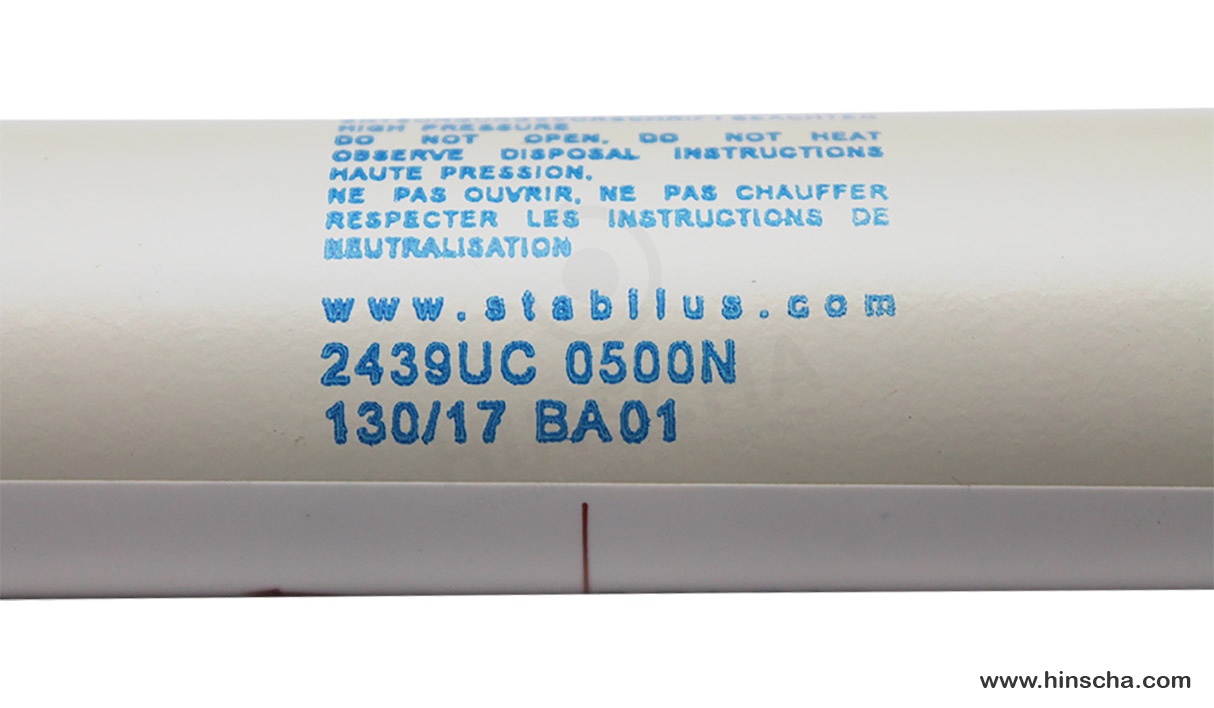 HIGH PRESSURE
DO NOT OPEN, DO NOT HEAT
OBSERVE DISPOSAL INSTRUCTIONS
HAUTE PRESSION.
NE PAS OUVRIR, NE PAS CHAUFFER
RESPECTER LES INSTRUCTIONS DE
NEUTRALISATION
www.stabilus.com
2439UC 0500N
130/17 BA01
www.hinscha.com